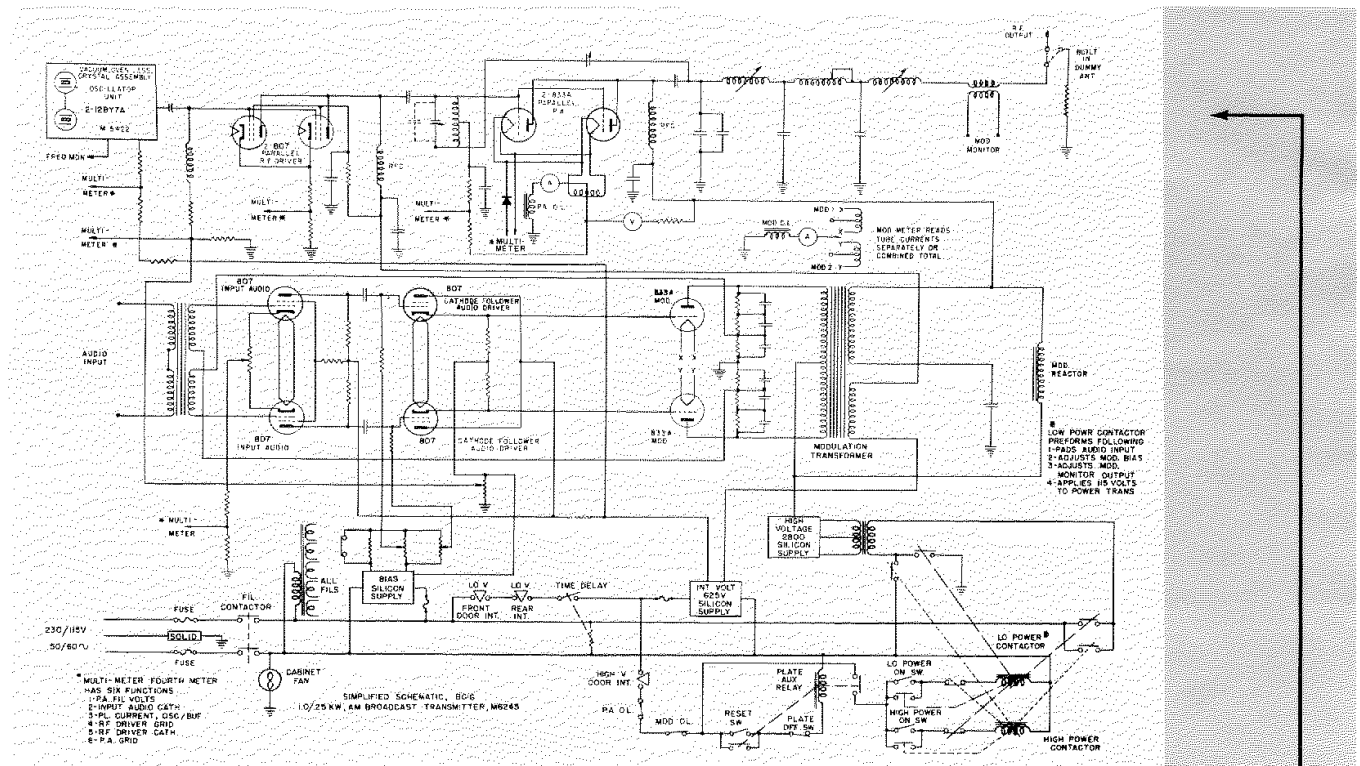 R.F. OUTPUT
BUILT IN DUMMY ANT
VACUUM, OVEN LESS, CRYSTAL ASSEMBLY
OSCILLATOR UNIT
2-12BY7A
M 5422
FREQ MON
2-807 PARALLEL R.F. DRIVER
RFC
2-833A PARALLEL P.A.
RFC
MOD MONITOR
MULTI-METER *
MULTI-METER *
MULTI-METER *
MULTI-METER *
* MULTI-METER
A
P.A. O.L.
V
MOD O.L.
A
MOD 1-X
MOD 2-Y
MOD METER READS TUBE CURRENTS SEPARATELY OR COMBINED TOTAL
AUDIO INPUT
807 INPUT AUDIO
807
CATHODE FOLLOWER AUDIO DRIVER
833A MOD.
X X
Y Y
807 INPUT AUDIO
807
CATHODE FOLLOWER AUDIO-DRIVER
833A MOD
MODULATION TRANSFORMER
MOD. REACTOR
LOW POWR CONTACTOR
PREFORMS FOLLOWING
1-PADS AUDIO INPUT
2-ADJUSTS MOD. BIAS
3-ADJUSTS MOD.
MONITOR OUTPUT
4-APPLIES 115 VOLTS
TO POWER TRANS
* MULTI-METER
ALL FILS
BIAS SILICON SUPPLY
HIGH VOLTAGE 2800 SILICON SUPPLY
INT VOLT 625V SILICON SUPPLY
LO V
FRONT DOOR INT.
LO V
REAR INT.
TIME DELAY
FIL CONTACTOR
FUSE
230/115V
SOLID
50/60~
FUSE
CABINET FAN
HIGH V DOOR INT.
P.A. OL.
MOD OL.
RESET SW
PLATE OFF SW
PLATE AUX RELAY
LO POWER ON SW.
HIGH POWER ON SW
LO POWER CONTACTOR
HIGH POWER CONTACTOR
* MULTI-METER FOURTH METER
HAS SIX FUNCTIONS
1-PA FIL VOLTS
2-INPUT AUDIO CATH
3-PL. CURRENT, OSC/BUF
4-RF DRIVER GRID
5-RF DRIVER CATH.
6-P.A. GRID
SIMPLIFIED SCHEMATIC,
1.0/.25 KW, AM BROADCAST TRANSMITTER, M6243